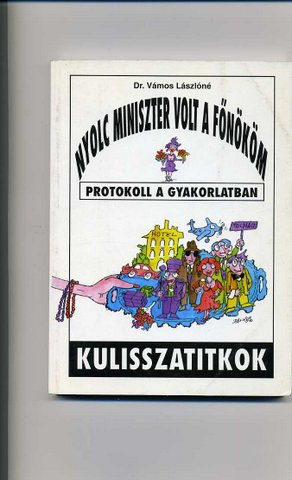 Dr. Vámos Lászlóné
NYOLC MINISZTER VOLT A FŐNÖKÖM
PROTOKOLL A GYAKORLATBAN
HOTEL
KULISSZATITKOK